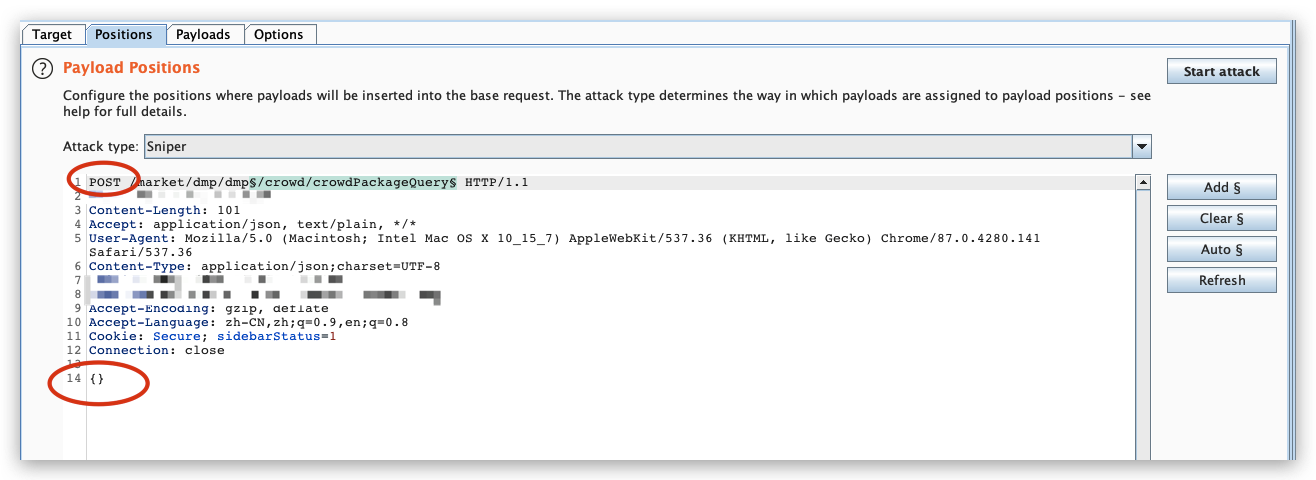 Target Positions Payloads Options
? Payload Positions
Start attack
Configure the positions where payloads will be inserted into the base request. The attack type determines the way in which payloads are assigned to payload positions – see
help for full details.
Attack type: Sniper
1 POST /market/dmp/dmp§/crowd/crowdPackageQuery§ HTTP/1.1
2
3 Content-Length: 101
4 Accept: application/json, text/plain, */*
5 User-Agent: Mozilla/5.0 (Macintosh; Intel Mac OS X 10_15_7) AppleWebKit/537.36 (KHTML, like Gecko) Chrome/87.0.4280.141
Safari/537.36
6 Content-Type: application/json;charset=UTF-8
7
8
9 Accept-Encoding: gzip, deflate
10 Accept-Language: zh-CN,zh;q=0.9,en;q=0.8
11 Cookie: Secure; sidebarStatus=1
12 Connection: close
13
14 {}
Add §
Clear §
Auto §
Refresh